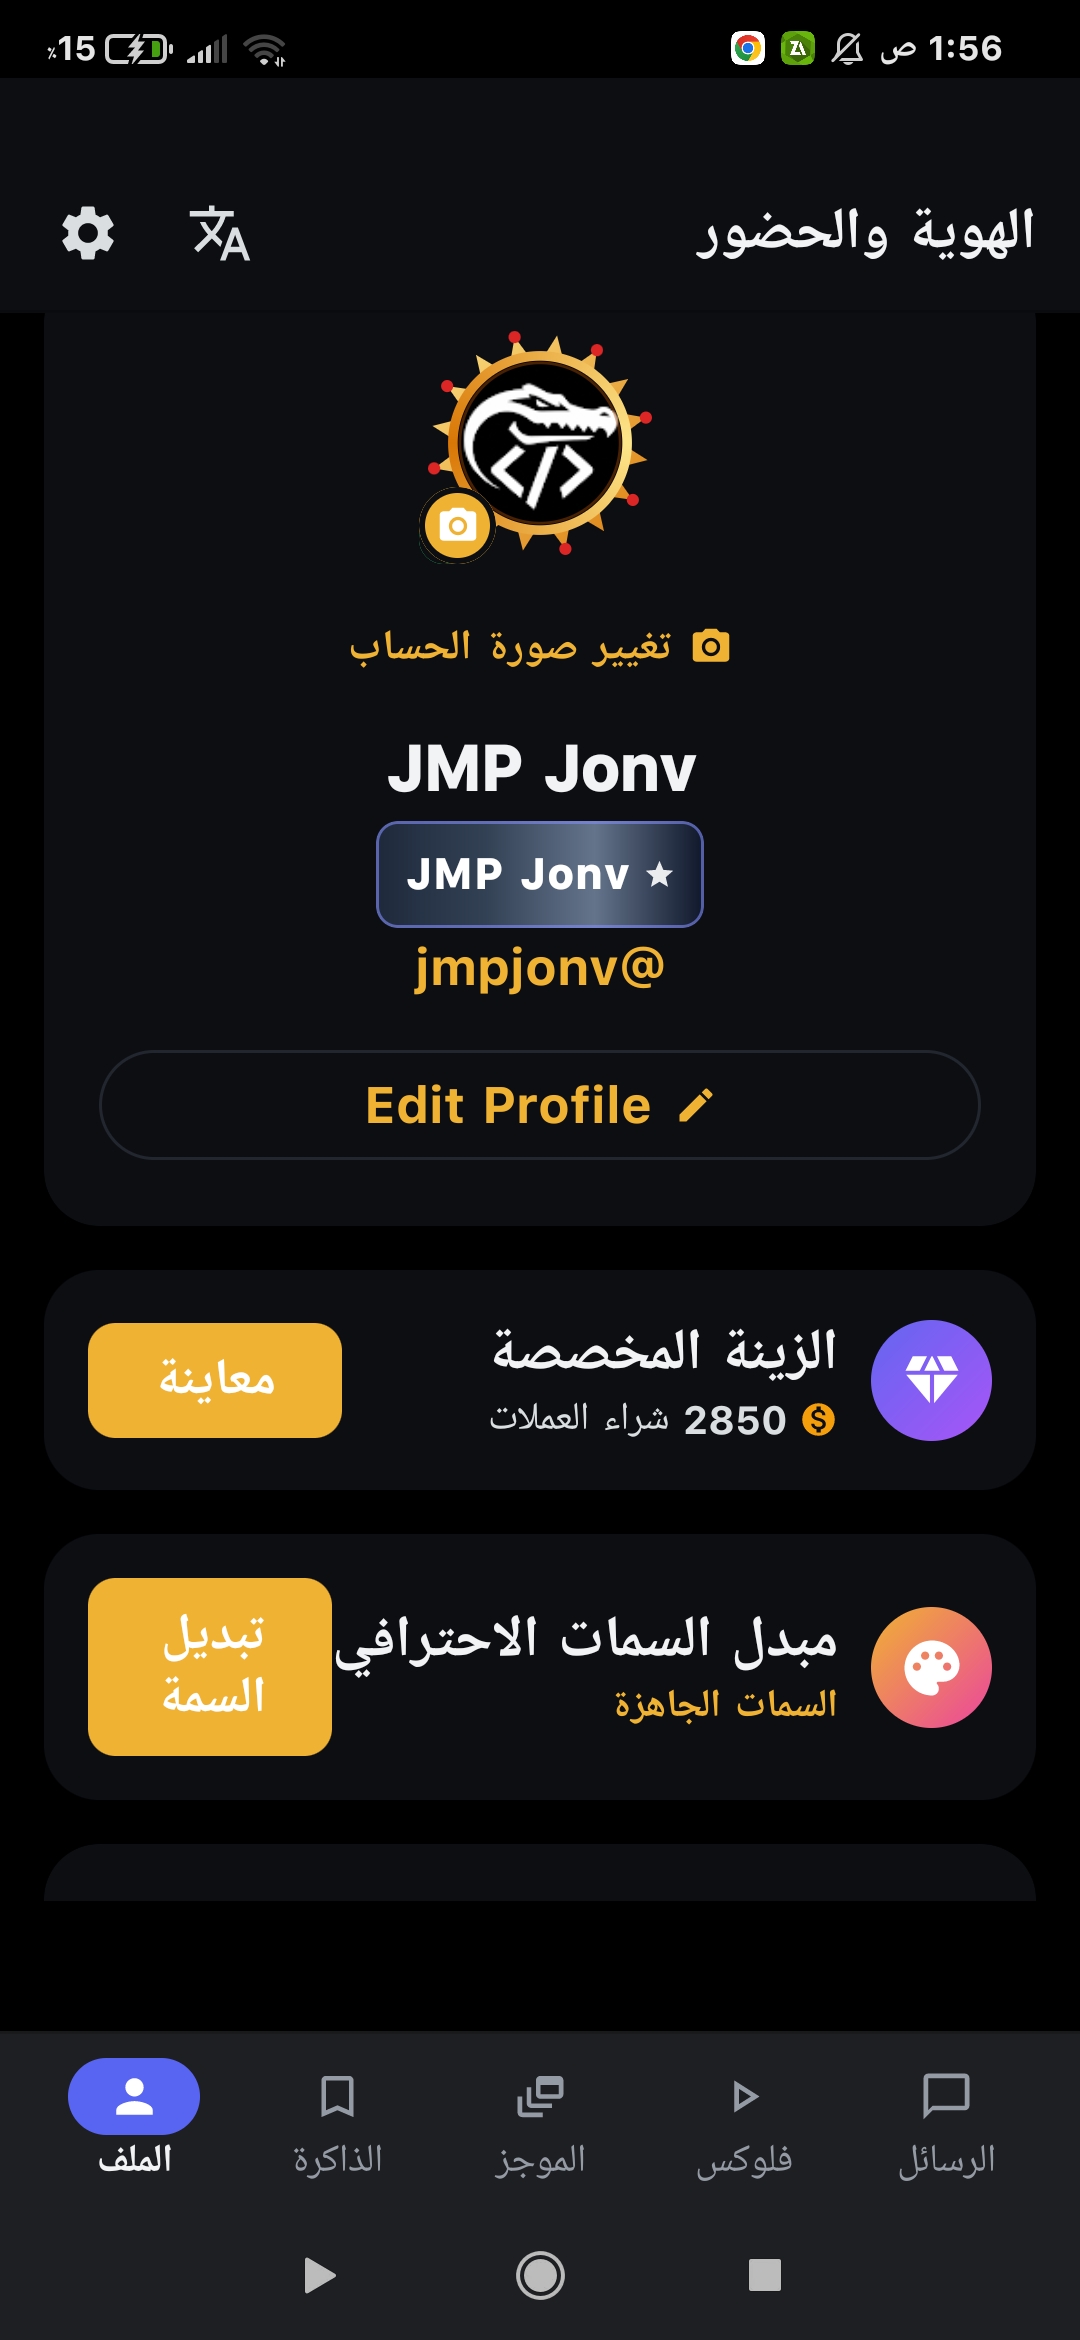 1:56 ص
15٪
الهوية والحضور
</>
تغيير صورة الحساب
JMP Jonv
JMP Jonv
jmpjonv@
Edit Profile
الزينة المخصصة
2850 شراء العملات
معاينة
مبدل السمات الاحترافي
السمات الجاهزة
تبديل
السمة
الرسائل
فلوكس
الموجز
الذاكرة
الملف